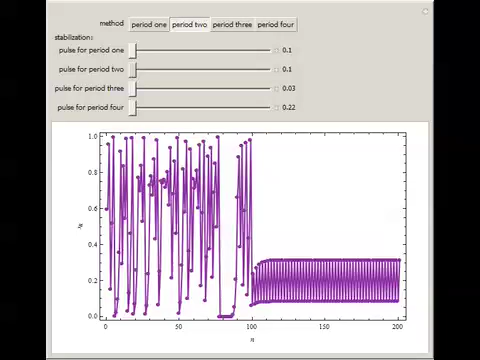 method period one period two period three period four
stabilization:
pulse for period one 0.1
pulse for period two 0.1
pulse for period three 0.03
pulse for period four 0.22
1.0
0.8
0.6
0.4
0.2
0.0
0 50 100 150 200
n